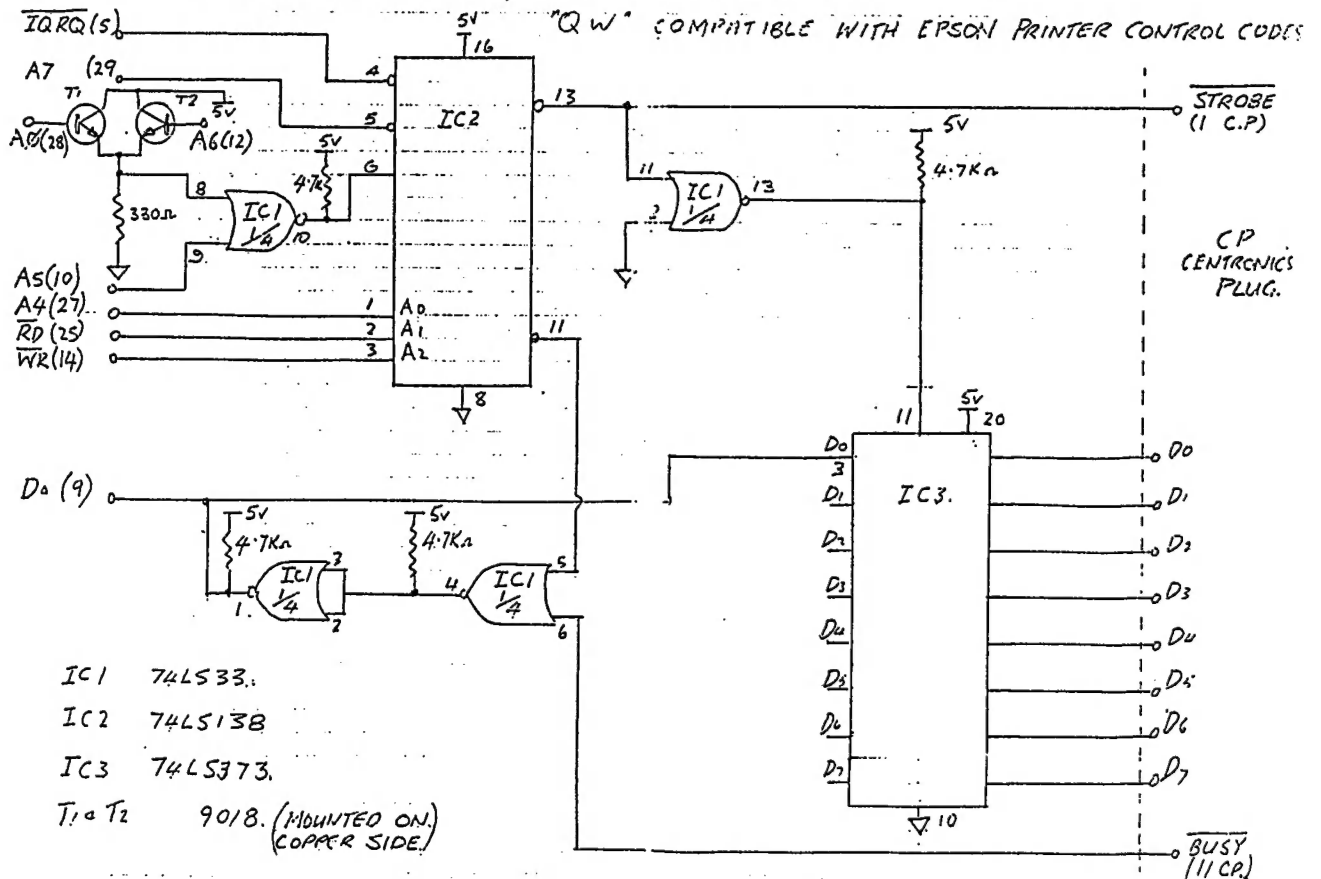 "QW" COMPATIBLE WITH EPSON PRINTER CONTROL CODES
IQRQ (5)
A7 (29
T1
T2
5V
AØ(28)
A6(12)
330Ω
8
9.
IC1
1/4
10
5V
4.7K
A5(10)
A4(27)
RD (25)
WR(14)
5V
16
4
5
6
IC2
1 A0
2 A1
3 A2
8
13
11
STROBE
(1 C.P)
5V
4.7KΩ
11
IC1
1/4
13
CP
CENTRONICS
PLUG.
D0 (9)
5V
4.7KΩ
IC1
1/4
1.
3
2
5V
4.7KΩ
4
IC1
1/4
5
6
11
5V
20
IC3.
D0
3
D1
D2
D3
D4
D5
D6
D7
10
D0
D1
D2
D3
D4
D5
D6
D7
BUSY
(11 CP.)
IC1 74LS33.
IC2 74LS138
IC3 74LS373.
T1 & T2 9018. (MOUNTED ON.
COPPER SIDE)